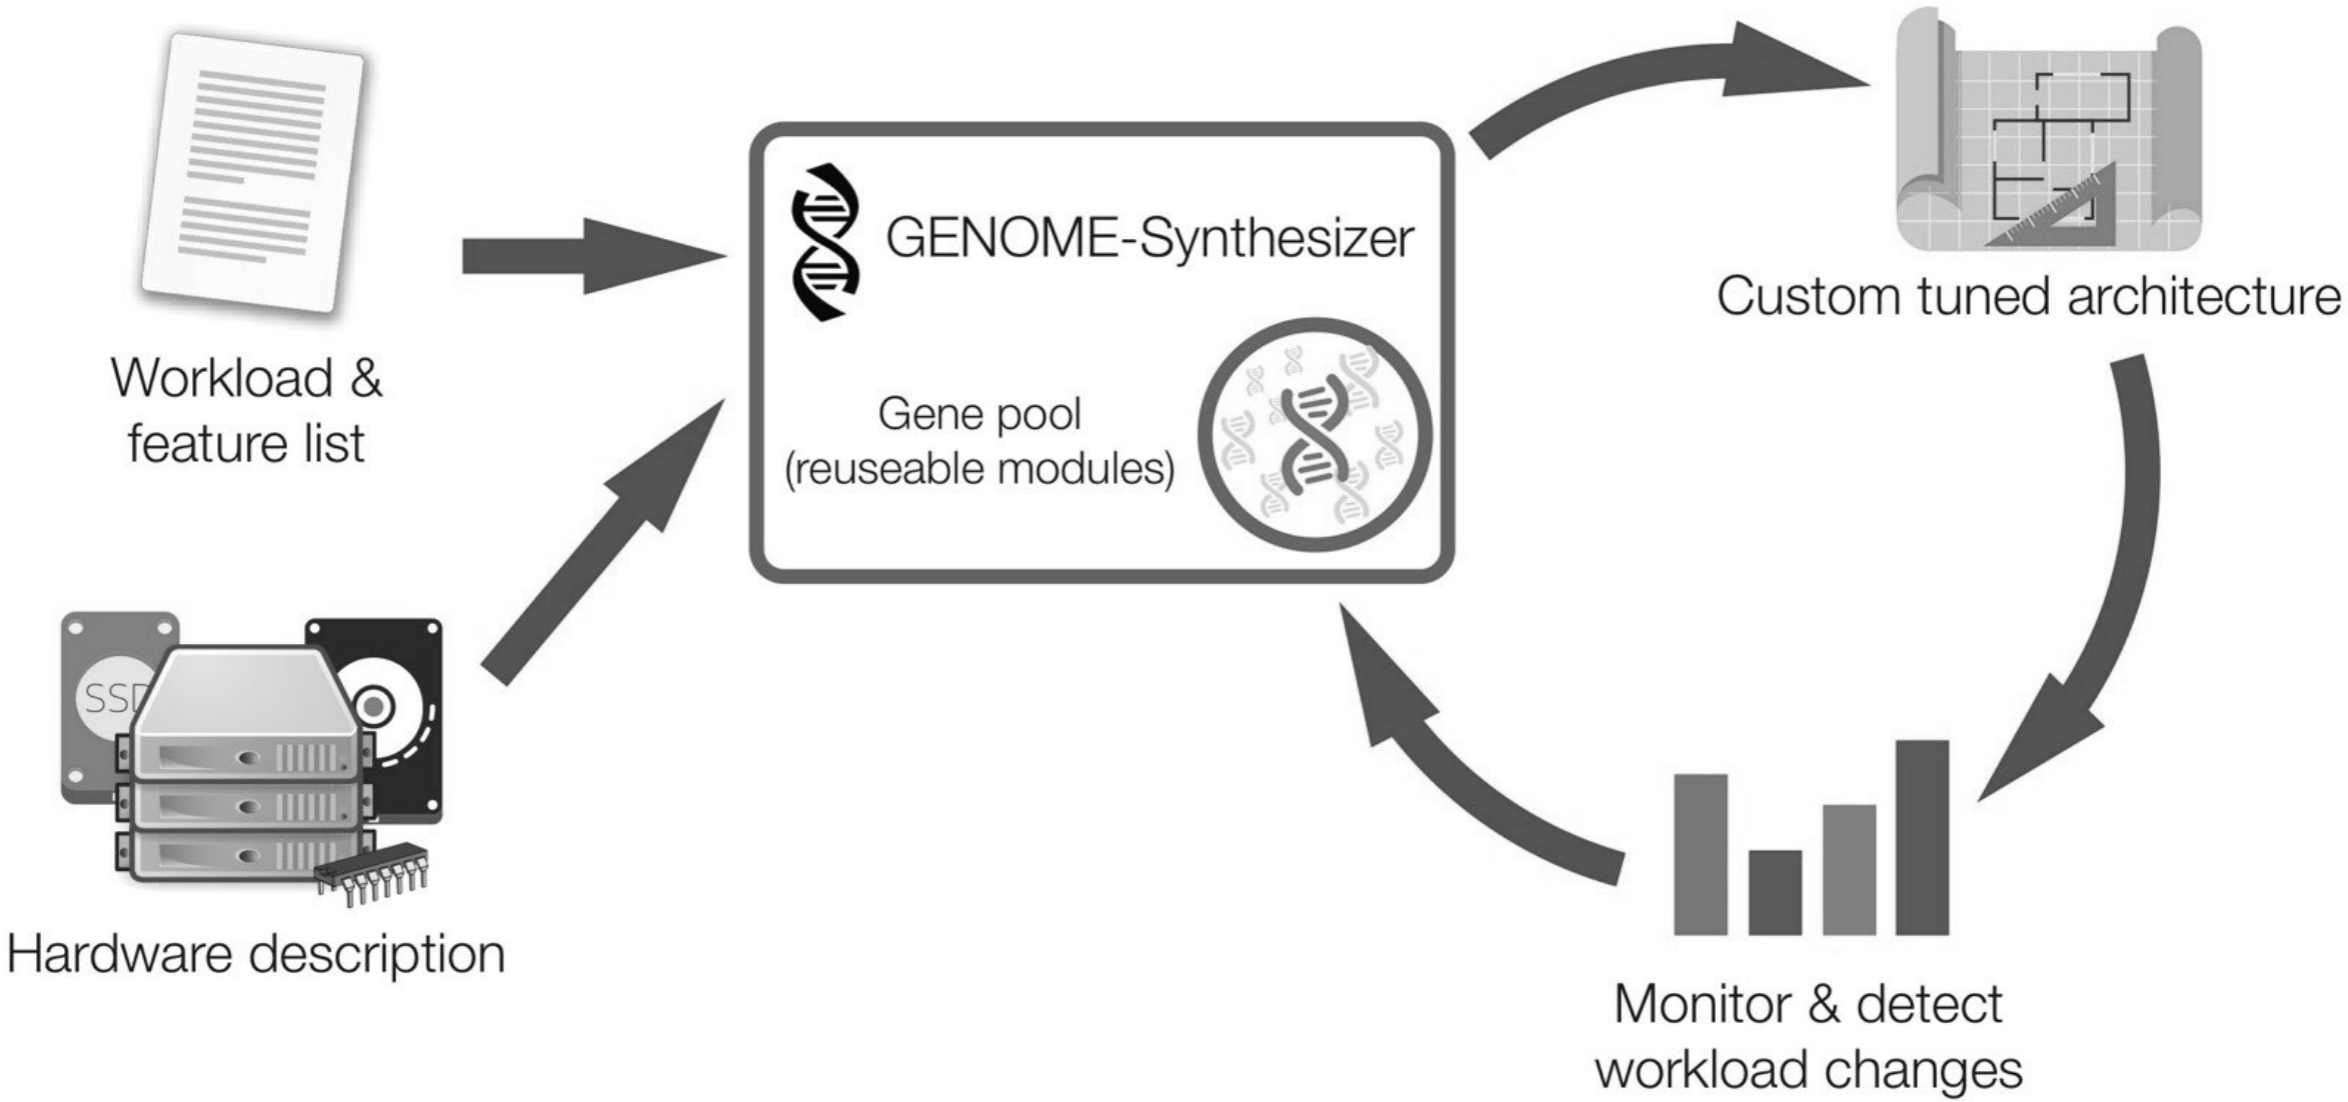 Workload &
feature list
GENOME-Synthesizer
Gene pool
(reuseable modules)
Custom tuned architecture
SSD
Hardware description
Monitor & detect
workload changes